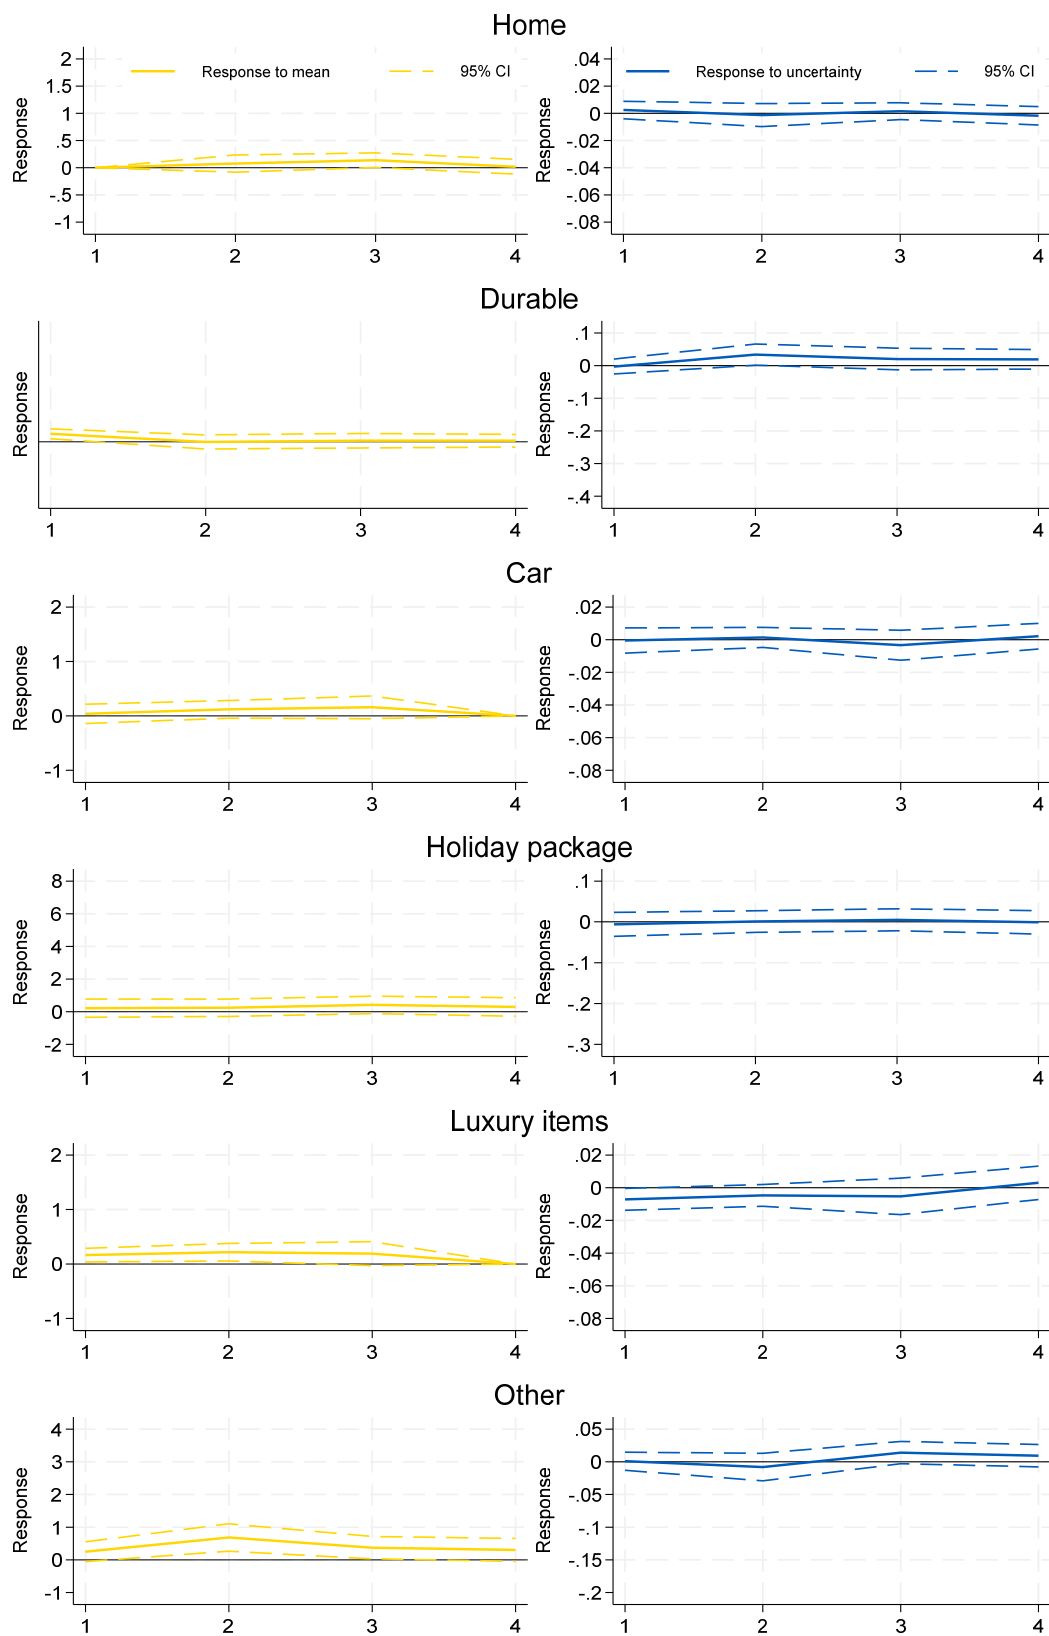 Home
Response
2
1.5
1
.5
0
-.5
-1
Response to mean
95% CI
1 2 3 4
Response
.04
.02
0
-.02
-.04
-.06
-.08
Response to uncertainty
95% CI
1 2 3 4
Durable
Response
1 2 3 4
Response
.1
0
-.1
-.2
-.3
-.4
1 2 3 4
Car
Response
2
1
0
-1
1 2 3 4
Response
.02
0
-.02
-.04
-.06
-.08
1 2 3 4
Holiday package
Response
8
6
4
2
0
-2
1 2 3 4
Response
.1
0
-.1
-.2
-.3
1 2 3 4
Luxury items
Response
2
1
0
-1
1 2 3 4
Response
.02
0
-.02
-.04
-.06
-.08
1 2 3 4
Other
Response
4
3
2
1
0
-1
1 2 3 4
Response
.05
0
-.05
-.1
-.15
-.2
1 2 3 4